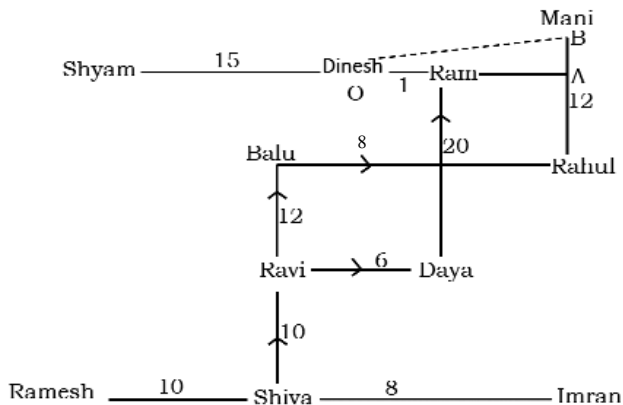 Mani
B
Shyam 15 Dinesh 1 Ram A
O
12
Balu 8 20 Rahul
12
Ravi 6 Daya
10
Ramesh 10 Shiva 8 Imran